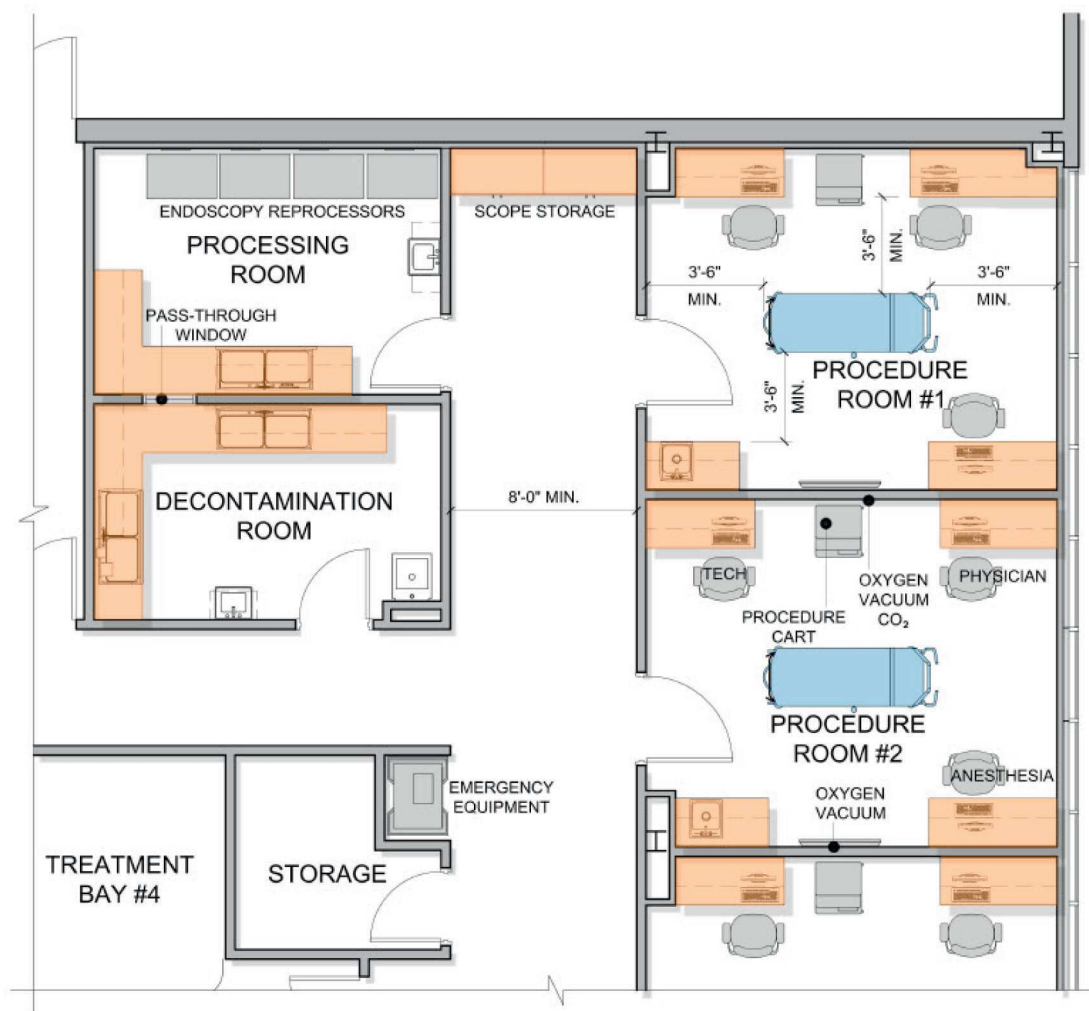 ENDOSCOPY REPROCESSORS
PROCESSING
ROOM
SCOPE STORAGE
PASS-THROUGH
WINDOW
3'-6"
MIN.
3'-6"
MIN.
3'-6"
MIN.
PROCEDURE
ROOM #1
3'-6"
MIN.
DECONTAMINATION
ROOM
8'-0" MIN.
TECH
PHYSICIAN
OXYGEN
VACUUM
CO₂
PROCEDURE
CART
PROCEDURE
ROOM #2
ANESTHESIA
OXYGEN
VACUUM
EMERGENCY
EQUIPMENT
TREATMENT
BAY #4
STORAGE